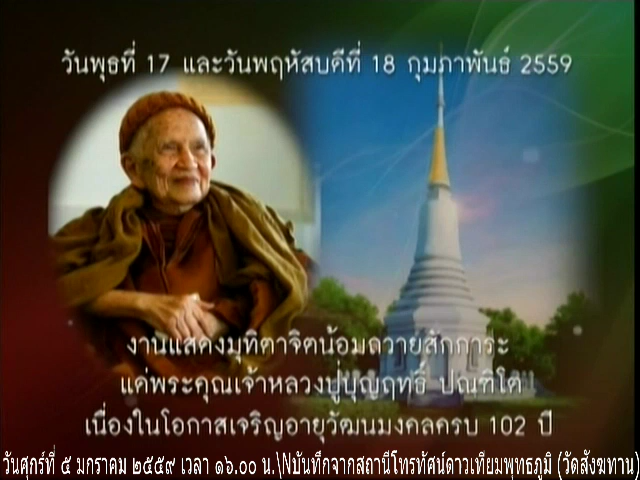 วันพุธที่ 17 และวันพฤหัสบดีที่ 18 กุมภาพันธ์ 2559
งานแสดงมุทิตาจิตน้อมถวายสักการะ
แด่พระคุณเจ้าหลวงปู่บุญฤทธิ์ ปณฑิโต
เนื่องในโอกาสเจริญอายุวัฒนมงคลครบ 102 ปี
วันศุกร์ที่ ๕ มกราคม ๒๕๕๙ เวลา ๑๖.๐๐ น.\Nบันทึกจากสถานีโทรทัศน์ดาวเทียมพุทธภูมิ (วัดสังฆทาน)